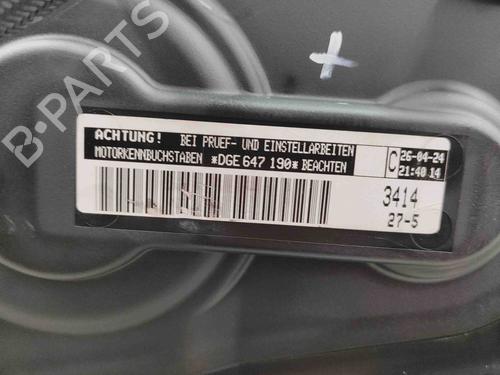 B-PARTS
ACHTUNG! BEI PRUEF- UND EINSTELLARBEITEN
MOTORKENNBUCHSTABEN *DGE 647 190* BEACHTEN
C 26-04-24
21:40 14
3414
27-5